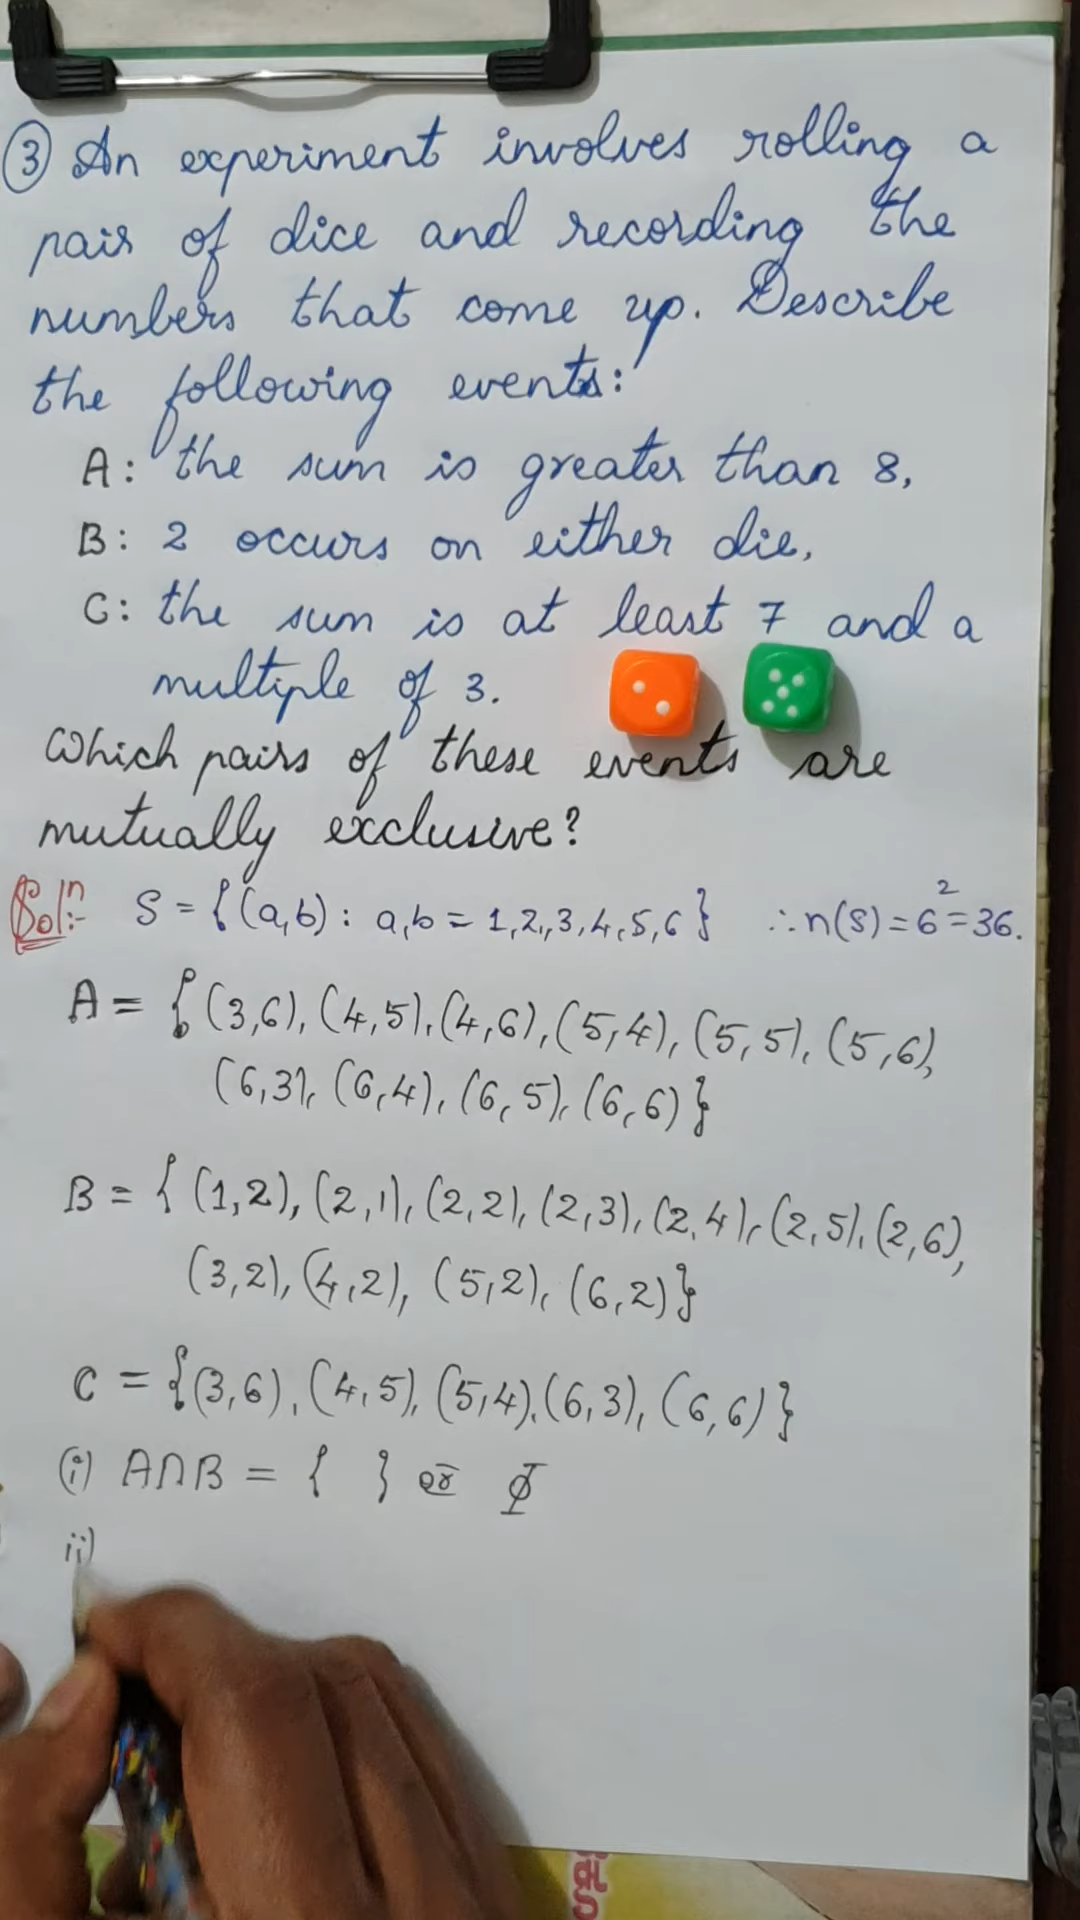 ③ An experiment involves rolling a
pair of dice and recording the
numbers that come up. Describe
the following events:
A: the sum is greater than 8,
B: 2 occurs on either die,
C: the sum is at least 7 and a
multiple of 3.
Which pairs of these events are
mutually exclusive?
Solⁿ:- S = {(a,b) : a,b = 1,2,3,4,5,6} ∴ n(S) = 6² = 36.
A = {(3,6), (4,5), (4,6), (5,4), (5,5), (5,6),
(6,3), (6,4), (6,5), (6,6)}
B = {(1,2), (2,1), (2,2), (2,3), (2,4), (2,5), (2,6),
(3,2), (4,2), (5,2), (6,2)}
C = {(3,6), (4,5), (5,4), (6,3), (6,6)}
(i) A∩B = { } or ϕ
ii)